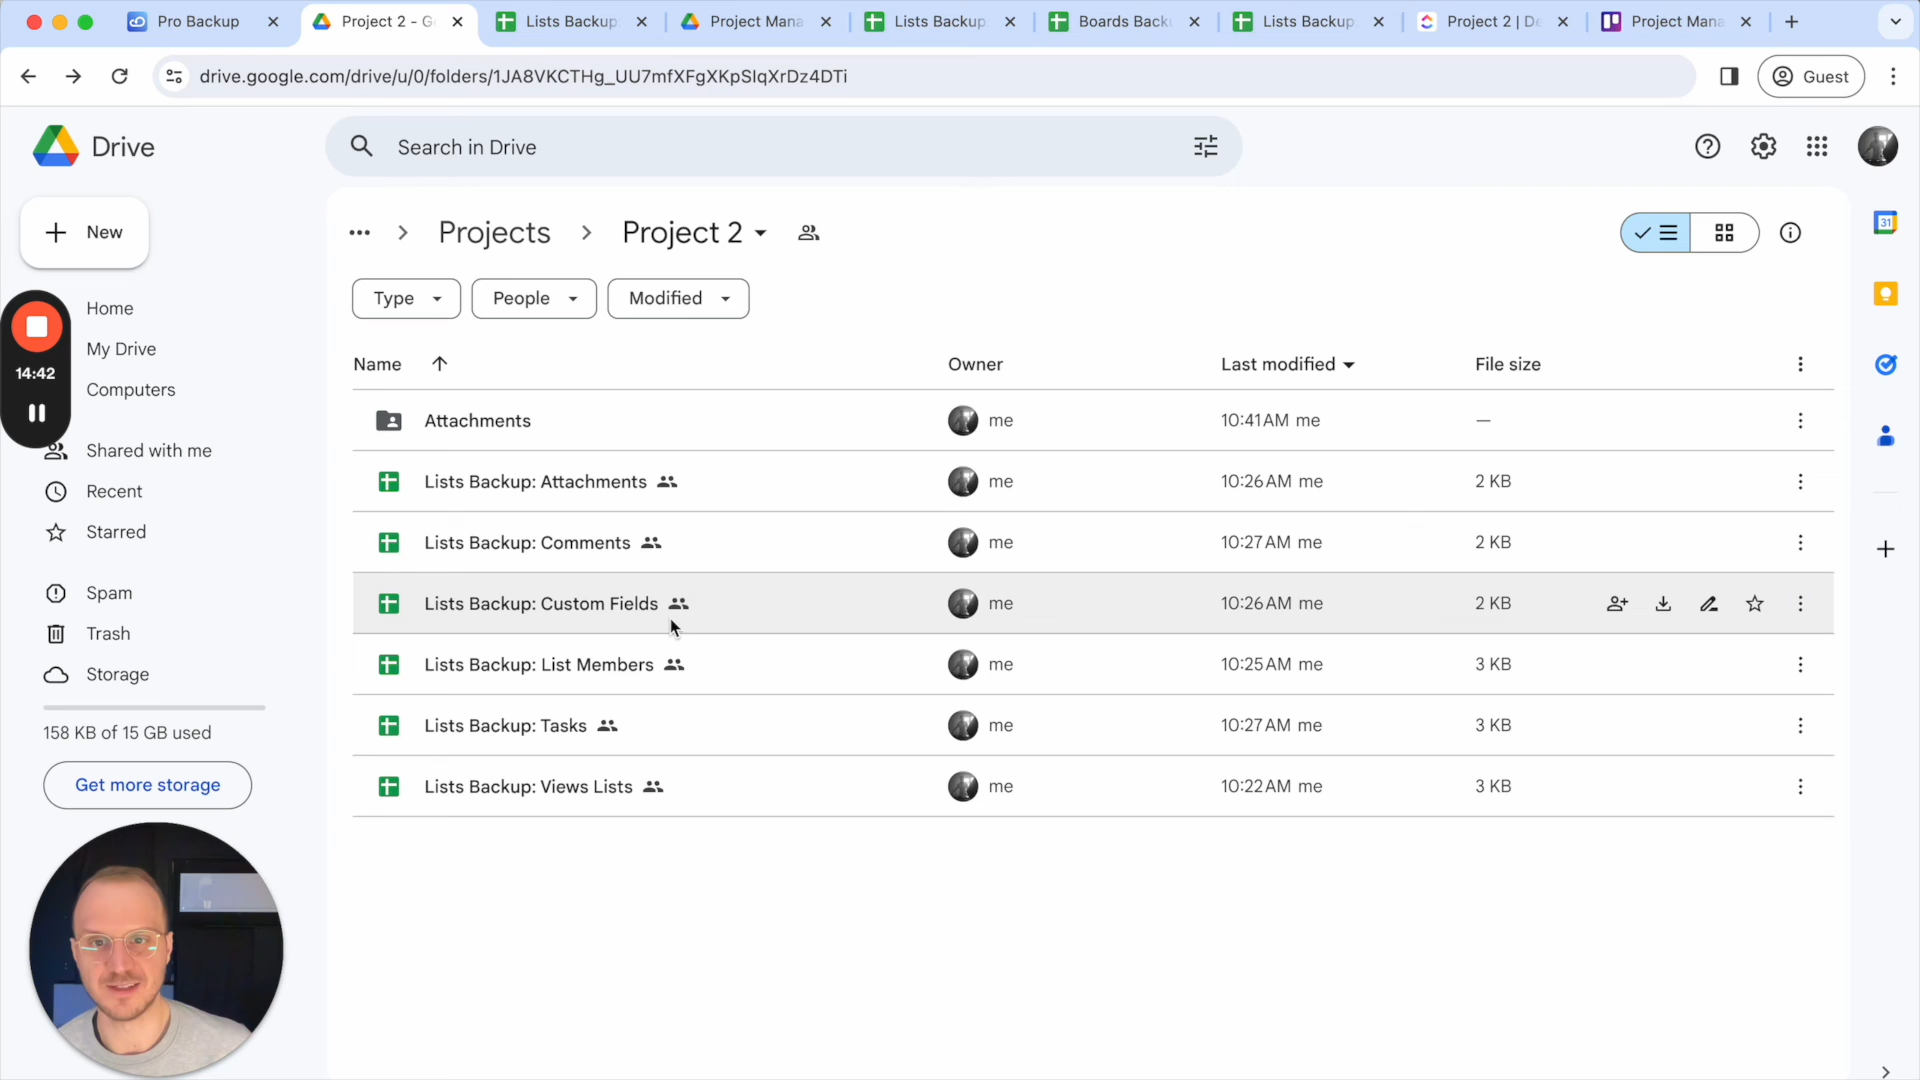 Pro Backup
Project 2 - G
Lists Backup
Project Mana
Lists Backup
Boards Back
Lists Backup
Project 2 | De
Project Mana
drive.google.com/drive/u/0/folders/1JA8VKCTHg_UU7mfXFgXKpSIqXrDz4DTi
Guest
Drive
Search in Drive
New
Projects
Project 2
Type
People
Modified
14:42
Home
My Drive
Computers
Shared with me
Recent
Starred
Spam
Trash
Storage
158 KB of 15 GB used
Get more storage
Name Owner Last modified File size
Attachments me 10:41 AM me —
Lists Backup: Attachments me 10:26 AM me 2 KB
Lists Backup: Comments me 10:27 AM me 2 KB
Lists Backup: Custom Fields me 10:26 AM me 2 KB
Lists Backup: List Members me 10:25 AM me 3 KB
Lists Backup: Tasks me 10:27 AM me 3 KB
Lists Backup: Views Lists me 10:22 AM me 3 KB
31